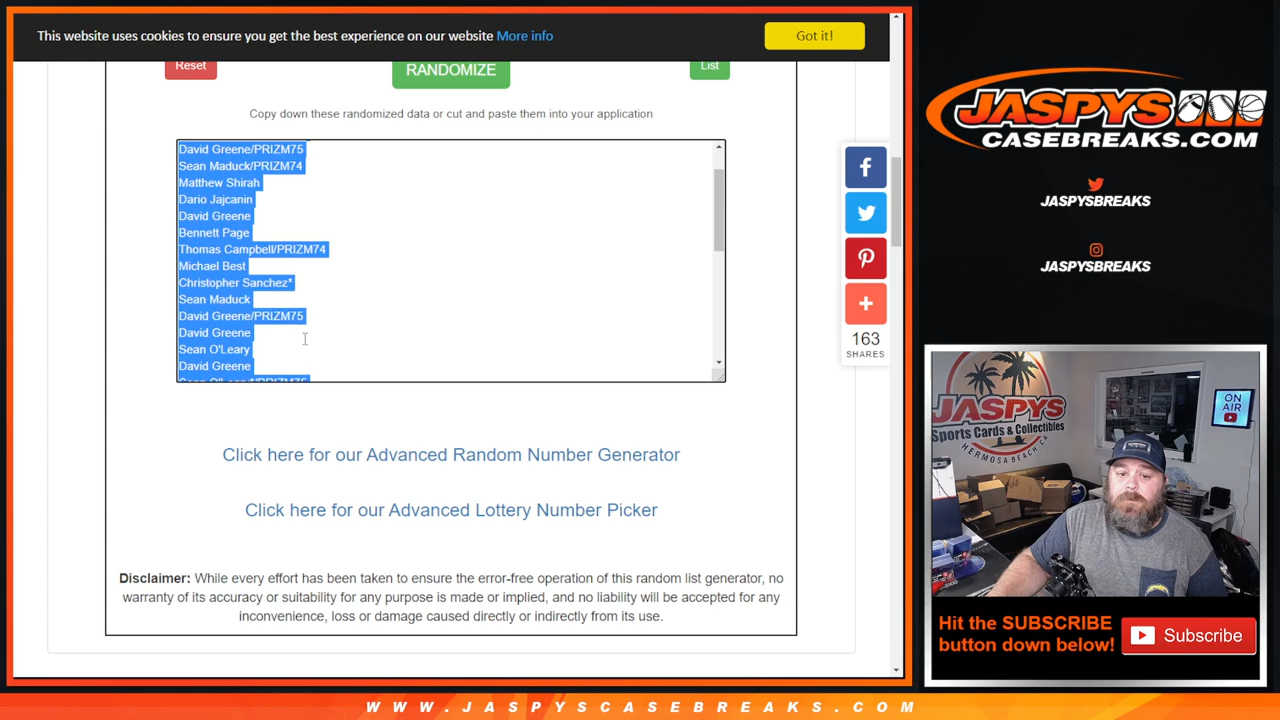 This website uses cookies to ensure you get the best experience on our website More info
Got it!
Reset
RANDOMIZE
List
Copy down these randomized data or cut and paste them into your application
David Greene/PRIZM75
Sean Maduck/PRIZM74
Matthew Shirah
Dario Jajcanin
David Greene
Bennett Page
Thomas Campbell/PRIZM74
Michael Best
Christopher Sanchez*
Sean Maduck
David Greene/PRIZM75
David Greene
Sean O'Leary
David Greene
Sean O'Leary*/PRIZM75
163
SHARES
Click here for our Advanced Random Number Generator
Click here for our Advanced Lottery Number Picker
Disclaimer: While every effort has been taken to ensure the error-free operation of this random list generator, no
warranty of its accuracy or suitability for any purpose is made or implied, and no liability will be accepted for any
inconvenience, loss or damage caused directly or indirectly from its use.
JASPYS
CASEBREAKS.COM
JASPYSBREAKS
JASPYSBREAKS
JASPYS
Sports Cards & Collectibles
HERMOSA BEACH CA
ON
AIR
Hit the SUBSCRIBE
button down below!
Subscribe
WWW.JASPYSCASEBREAKS.COM